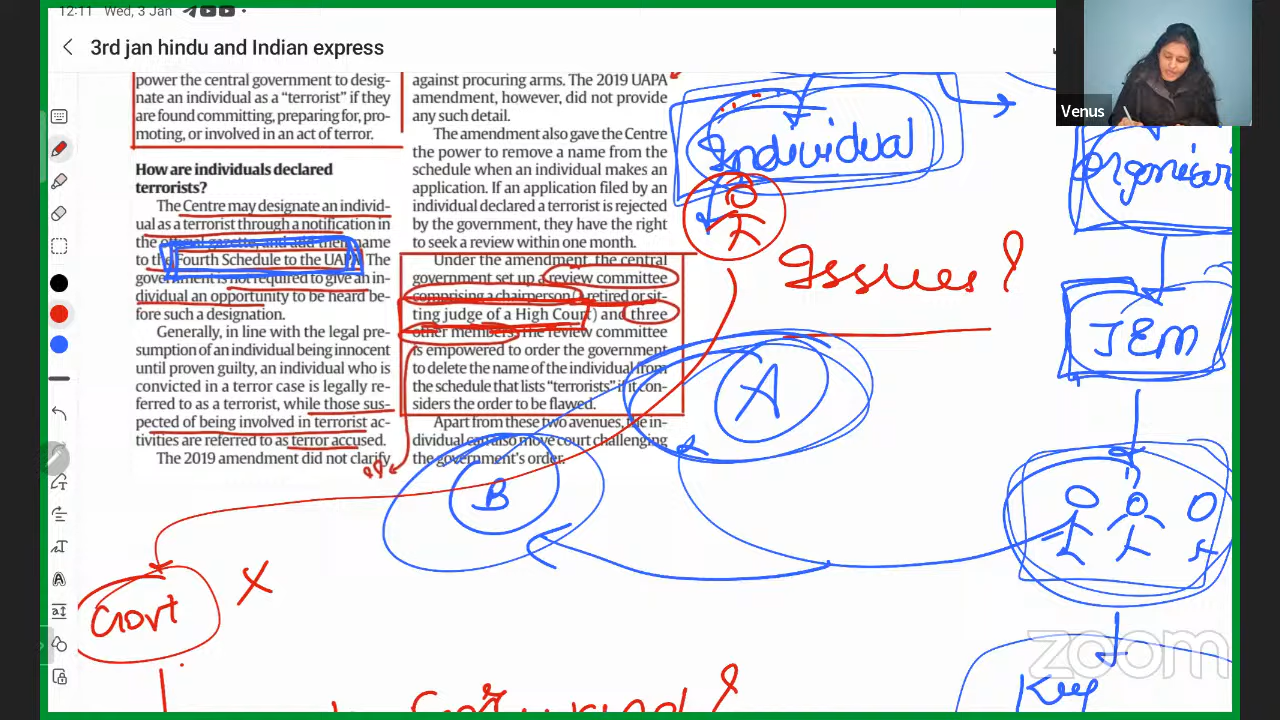 12:11 Wed, 3 Jan
3rd jan hindu and Indian express
Venus
power the central government to desig-
nate an individual as a “terrorist” if they
are found committing, preparing for, pro-
moting, or involved in an act of terror.
How are individuals declared
terrorists?
The Centre may designate an individ-
ual as a terrorist through a notification in
the official gazette, and add their name
to the Fourth Schedule to the UAPA. The
government is not required to give an in-
dividual an opportunity to be heard be-
fore such a designation.
Generally, in line with the legal pre-
sumption of an individual being innocent
until proven guilty, an individual who is
convicted in a terror case is legally re-
ferred to as a terrorist, while those sus-
pected of being involved in terrorist ac-
tivities are referred to as terror accused.
The 2019 amendment did not clarify
against procuring arms. The 2019 UAPA
amendment, however, did not provide
any such detail.
The amendment also gave the Centre
the power to remove a name from the
schedule when an individual makes an
application. If an application filed by an
individual declared a terrorist is rejected
by the government, they have the right
to seek a review within one month.
Under the amendment, the central
government set up a review committee
comprising a chairperson (a retired or sit-
ting judge of a High Court) and three
other members. The review committee
is empowered to order the government
to delete the name of the individual from
the schedule that lists “terrorists” if it con-
siders the order to be flawed.
Apart from these two avenues, the in-
dividual can also move court challenging
the government's order.
Individual
Issues?
JEM
A
B
Govt X
zoom